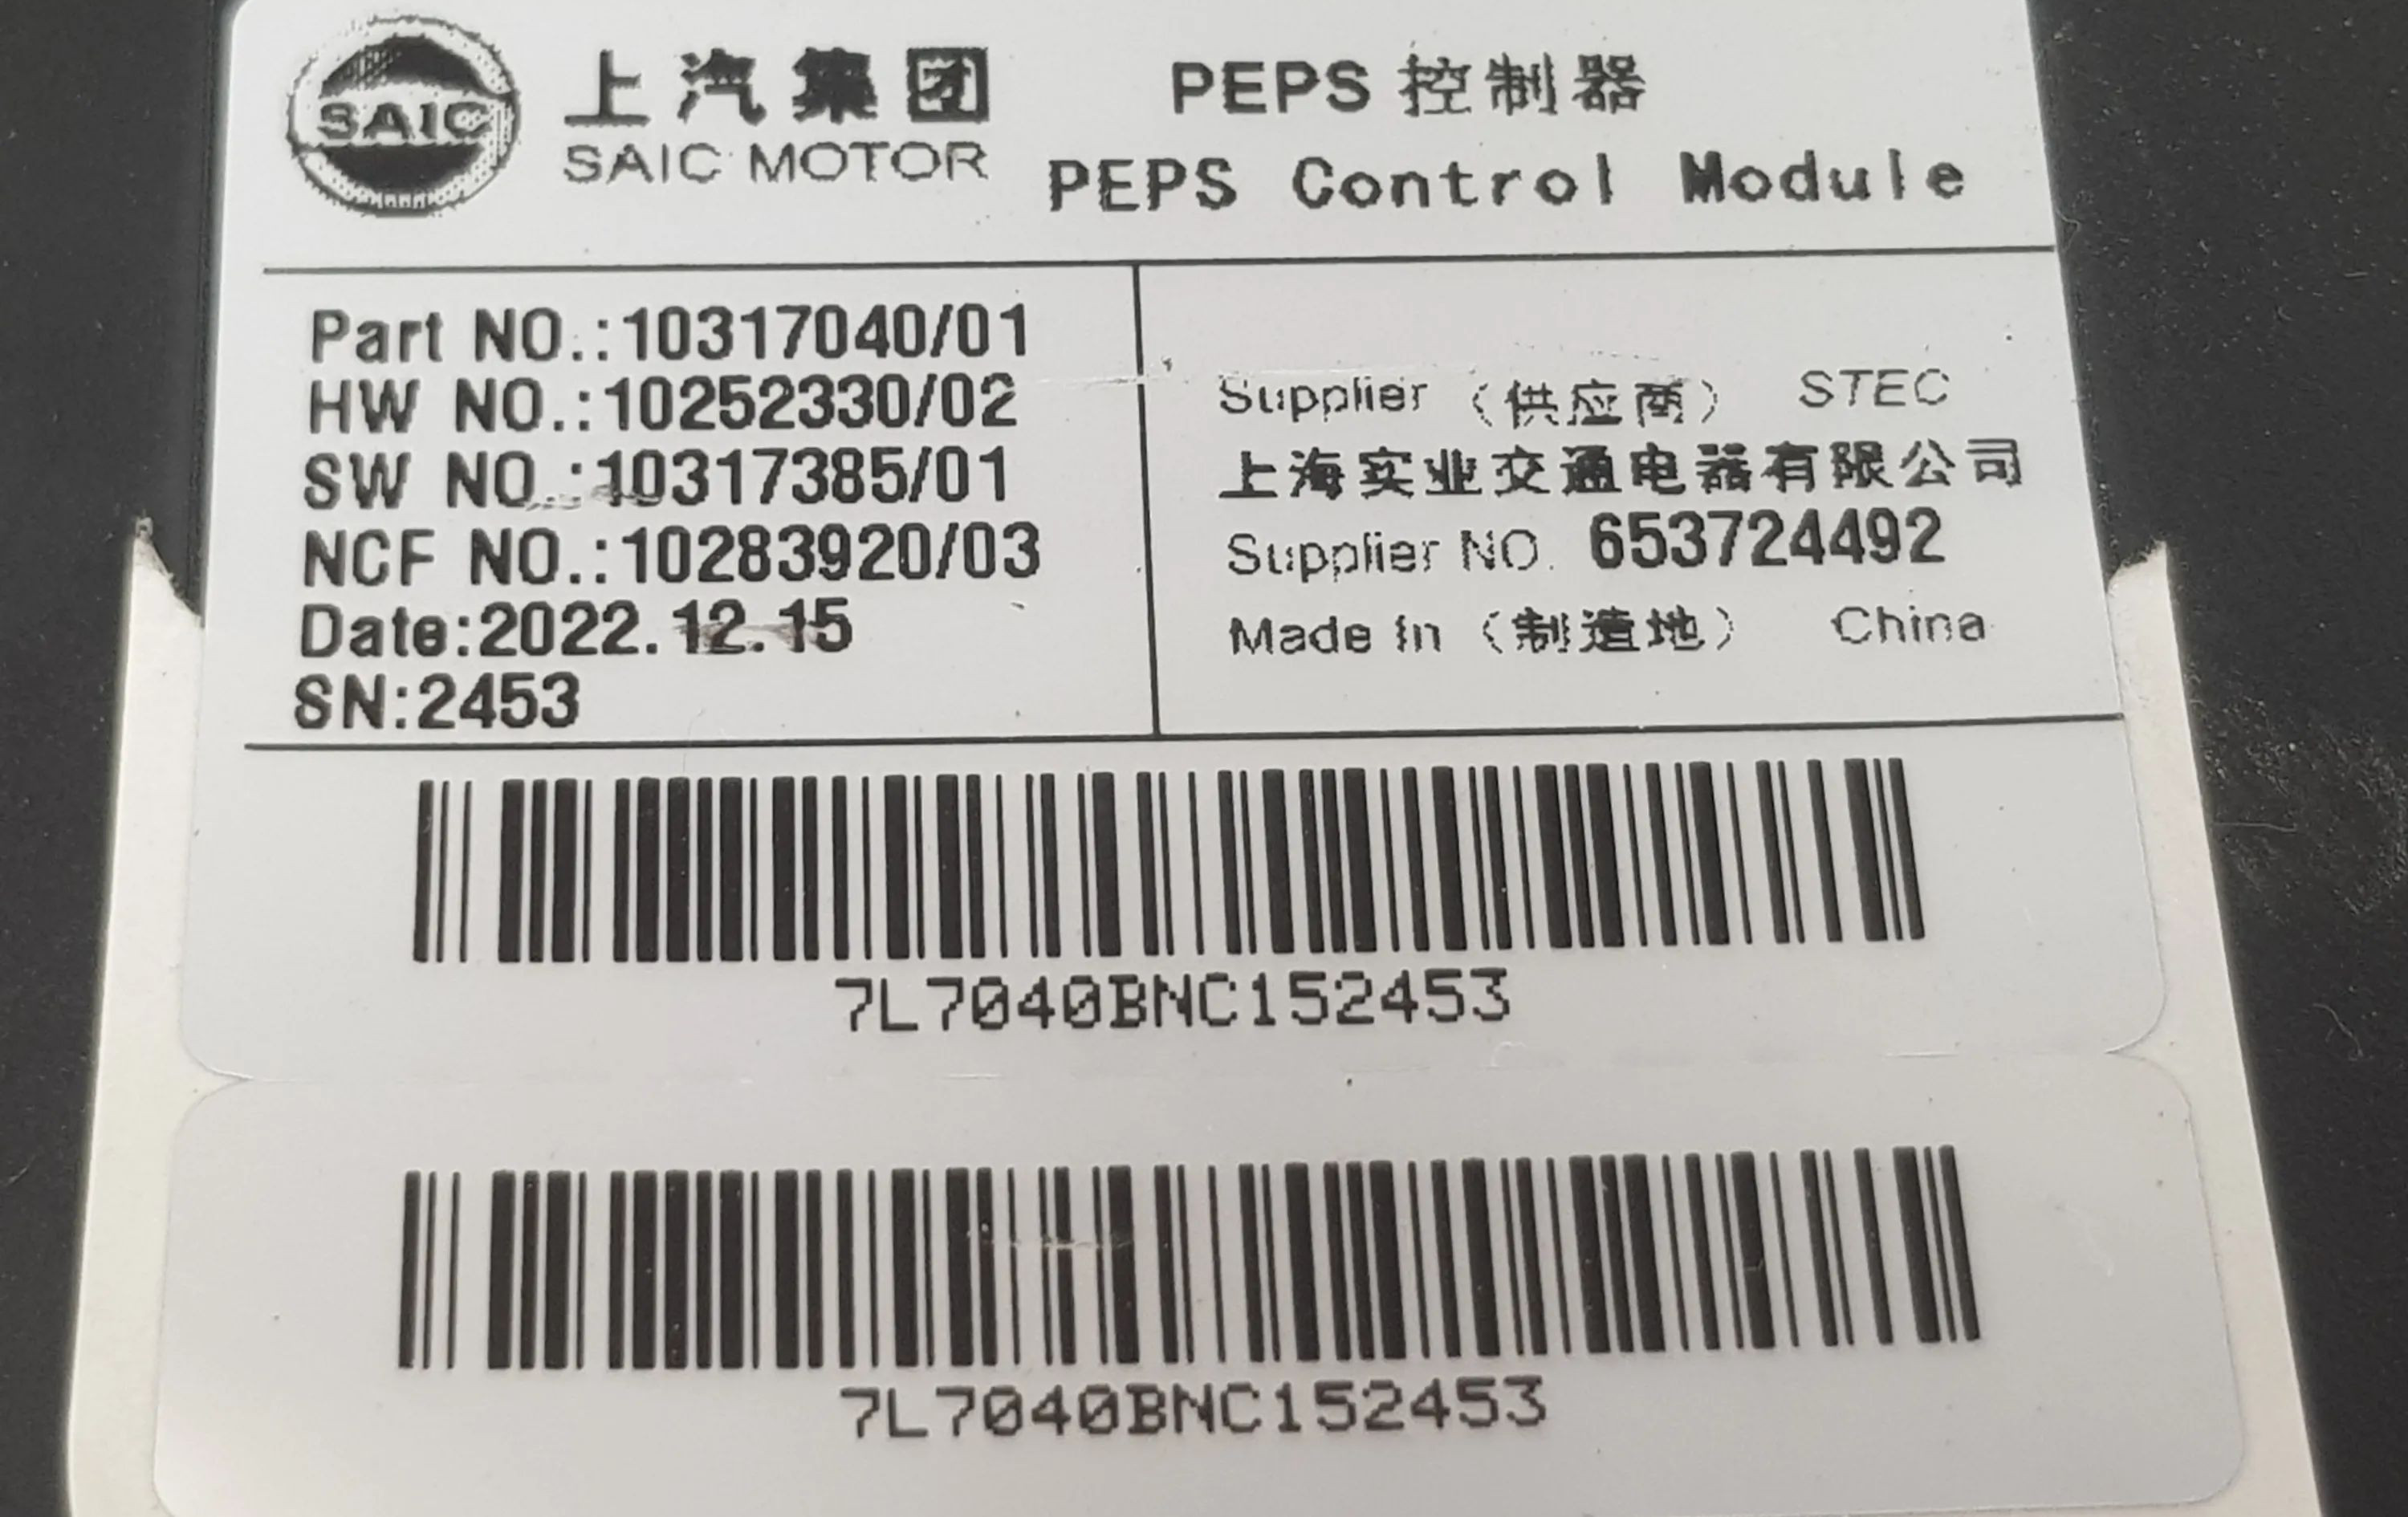 SAIC
上汽集团
SAIC MOTOR
PEPS 控制器
PEPS Control Module
Part NO.:10317040/01
HW NO.:10252330/02
SW NO.:10317385/01
NCF NO.:10283920/03
Date:2022.12.15
SN:2453
Supplier (供应商) STEC
上海实业交通电器有限公司
Supplier NO. 653724492
Made in (制造地) China
7L7040BNC152453
7L7040BNC152453